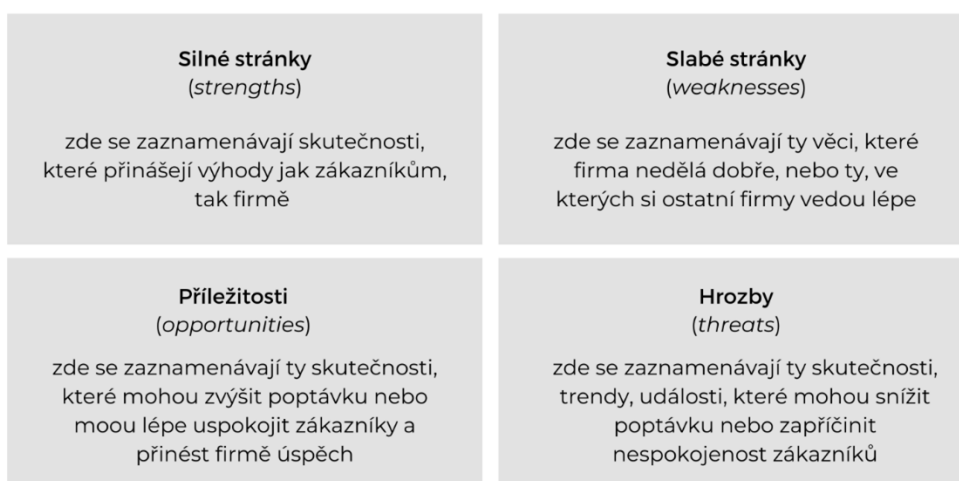 Silné stránky
(strengths)
zde se zaznamenávají skutečnosti,
které přinášejí výhody jak zákazníkům,
tak firmě
Slabé stránky
(weaknesses)
zde se zaznamenávají ty věci, které
firma nedělá dobře, nebo ty, ve
kterých si ostatní firmy vedou lépe
Příležitosti
(opportunities)
zde se zaznamenávají ty skutečnosti,
které mohou zvýšit poptávku nebo
moou lépe uspokojit zákazníky a
přinést firmě úspěch
Hrozby
(threats)
zde se zaznamenávají ty skutečnosti,
trendy, události, které mohou snížit
poptávku nebo zapříčinit
nespokojenost zákazníků